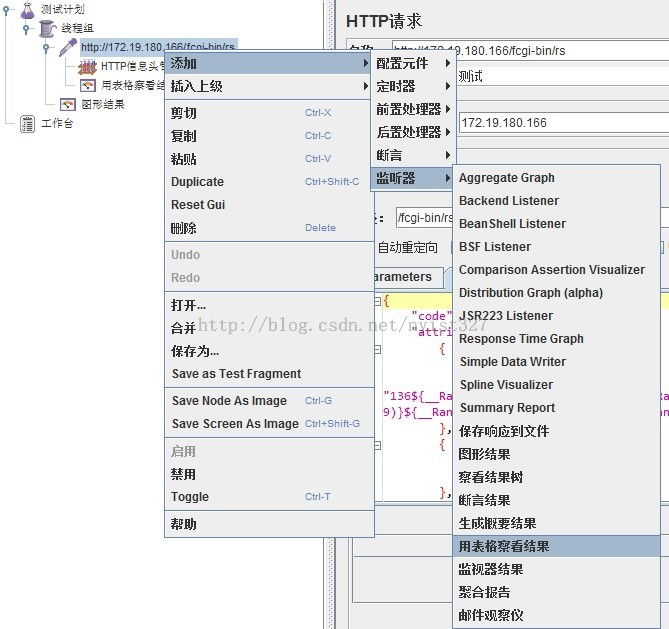 测试计划
线程组
http://172.19.180.166/fcgi-bin/rs
HTTP信息头管
用表格察看结
图形结果
工作台
HTTP请求
http://172.19.180.166/fcgi-bin/rs
测试
172.19.180.166
/fcgi-bin/rs
自动重定向
arameters
{
"code"
"attri
{
"136${__Ra
9)}${__Ran
},
{
},
添加
插入上级
剪切 Ctrl-X
复制 Ctrl-C
粘贴 Ctrl-V
Duplicate Ctrl+Shift-C
Reset Gui
删除 Delete
Undo
Redo
打开...
合并
保存为...
Save as Test Fragment
Save Node As Image Ctrl-G
Save Screen As Image Ctrl+Shift-G
启用
禁用
Toggle Ctrl-T
帮助
配置元件
定时器
前置处理器
后置处理器
断言
监听器
Aggregate Graph
Backend Listener
BeanShell Listener
BSF Listener
Comparison Assertion Visualizer
Distribution Graph (alpha)
JSR223 Listener
Response Time Graph
Simple Data Writer
Spline Visualizer
Summary Report
保存响应到文件
图形结果
察看结果树
断言结果
生成概要结果
用表格察看结果
监视器结果
聚合报告
邮件观察仪
http://blog.csdn.net/nyist327